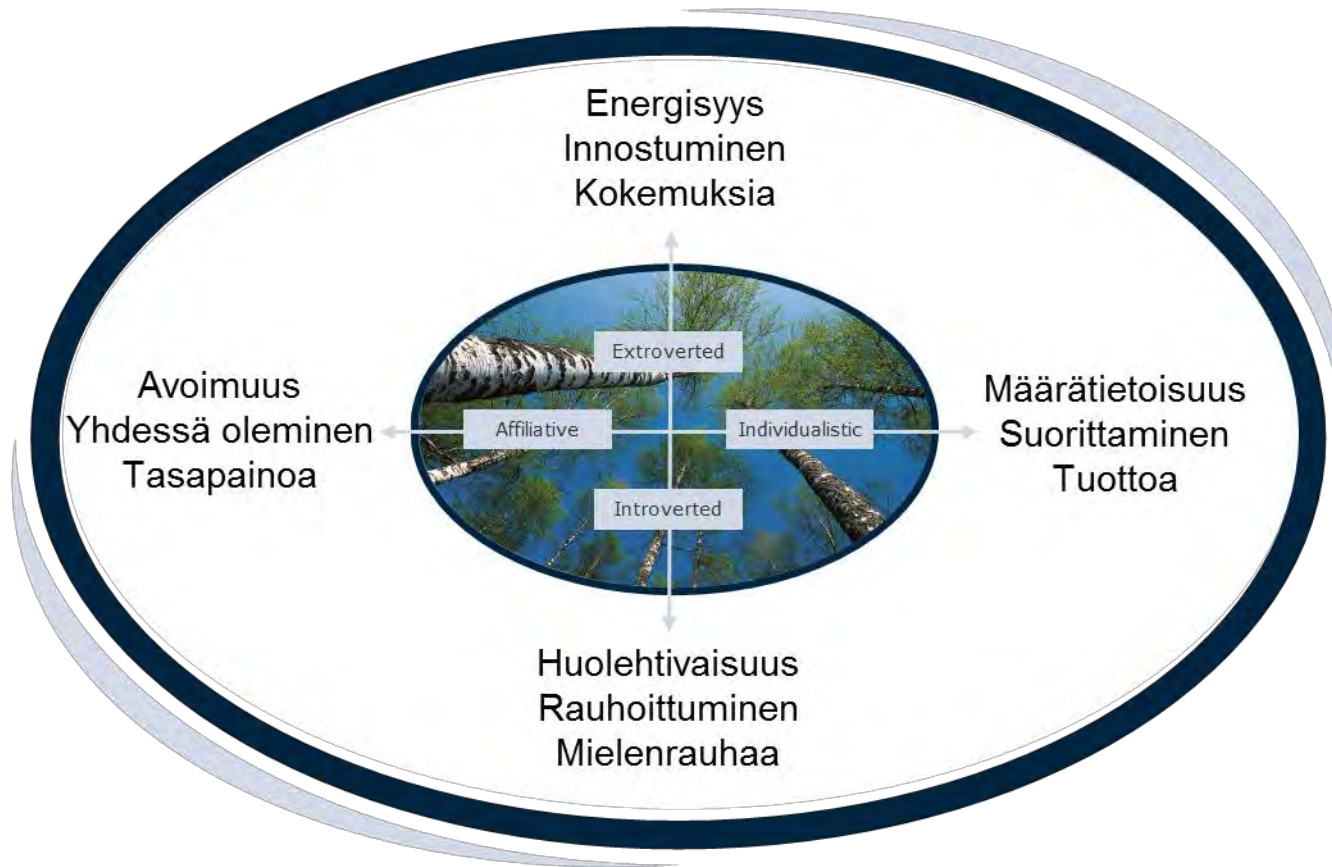 Energisyys
Innostuminen
Kokemuksia
Extroverted
Avoimuus
Yhdessä oleminen
Tasapainoa
Affiliative
Individualistic
Määrätietoisuus
Suorittaminen
Tuottoa
Introverted
Huolehtivaisuus
Rauhoittuminen
Mielenrauhaa